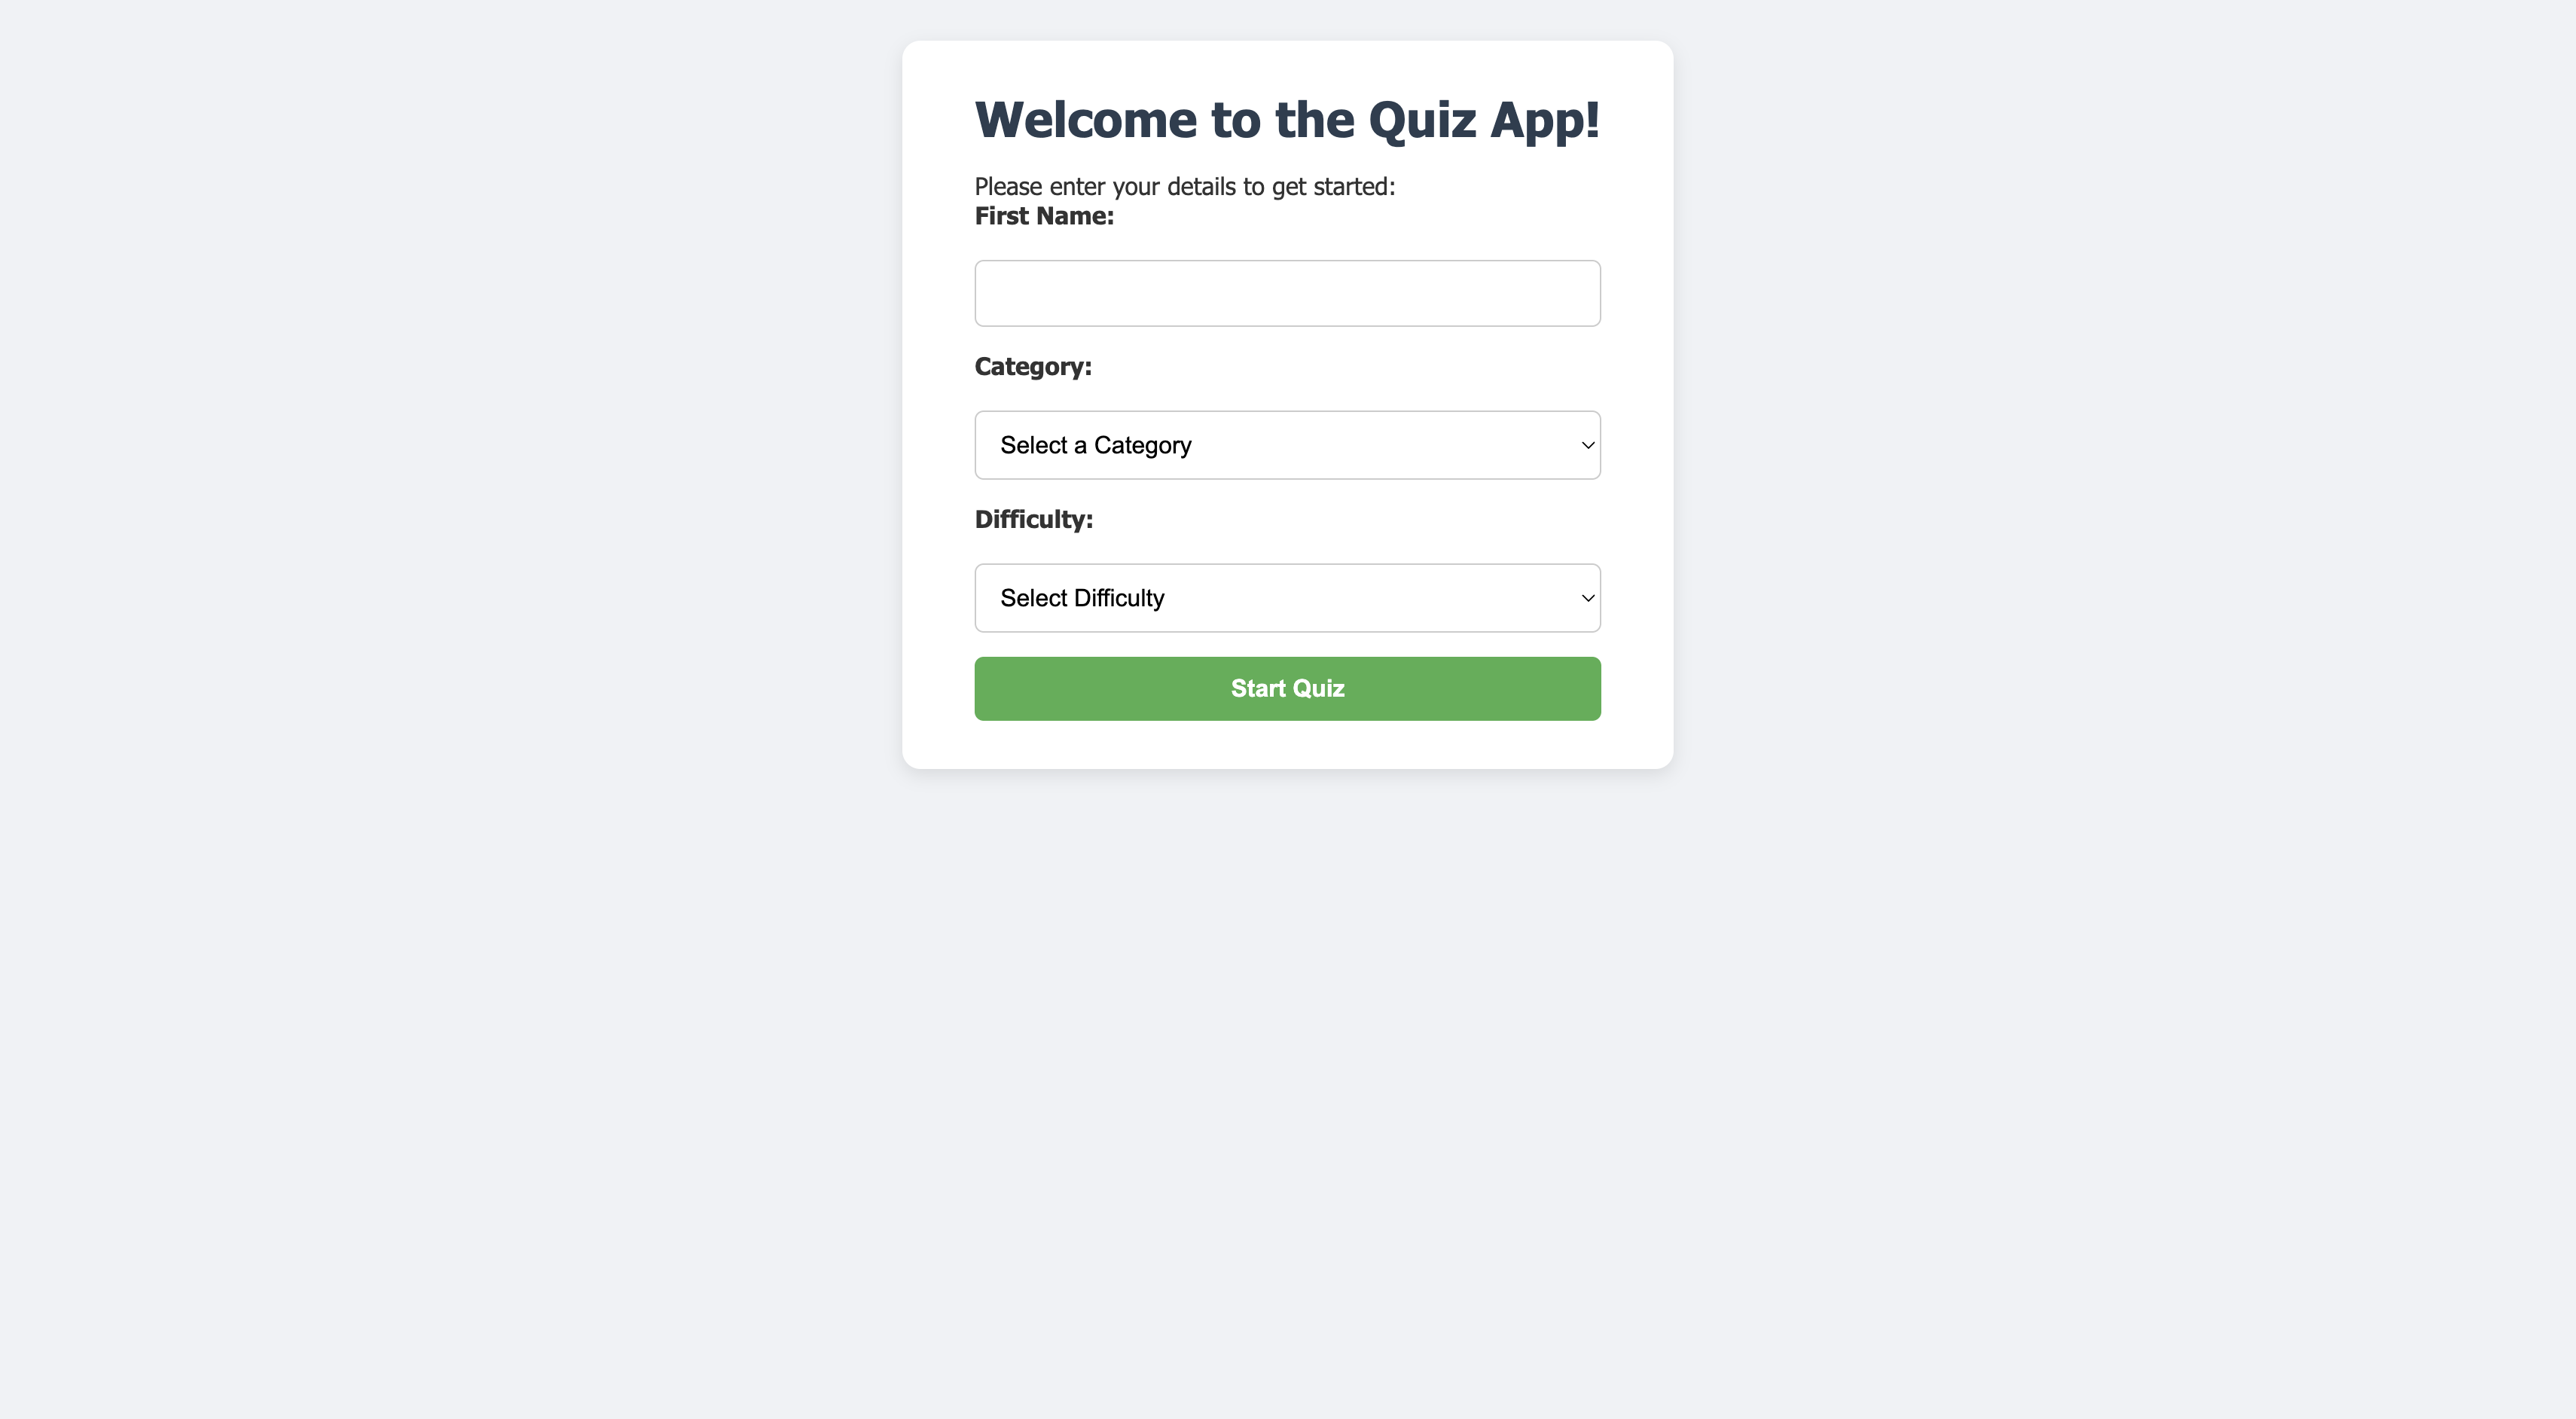 Welcome to the Quiz App!
Please enter your details to get started:
First Name:
Category:
Select a Category
Difficulty:
Select Difficulty
Start Quiz